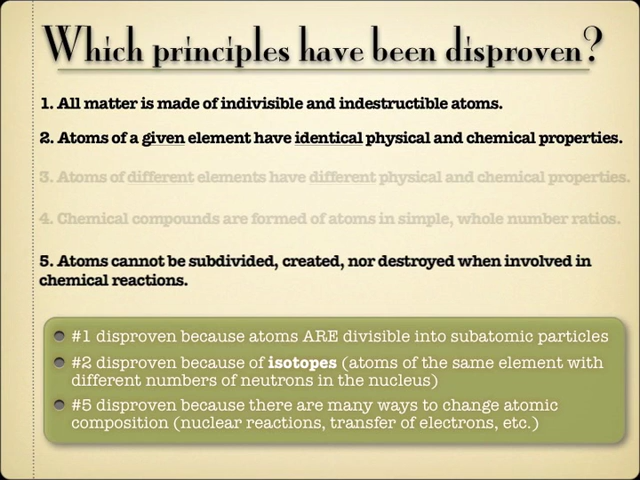 Which principles have been disproven?
1. All matter is made of indivisible and indestructible atoms.
2. Atoms of a given element have identical physical and chemical properties.
3. Atoms of different elements have different physical and chemical properties.
4. Chemical compounds are formed of atoms in simple, whole number ratios.
5. Atoms cannot be subdivided, created, nor destroyed when involved in
chemical reactions.
#1 disproven because atoms ARE divisible into subatomic particles
#2 disproven because of isotopes (atoms of the same element with
different numbers of neutrons in the nucleus)
#5 disproven because there are many ways to change atomic
composition (nuclear reactions, transfer of electrons, etc.)